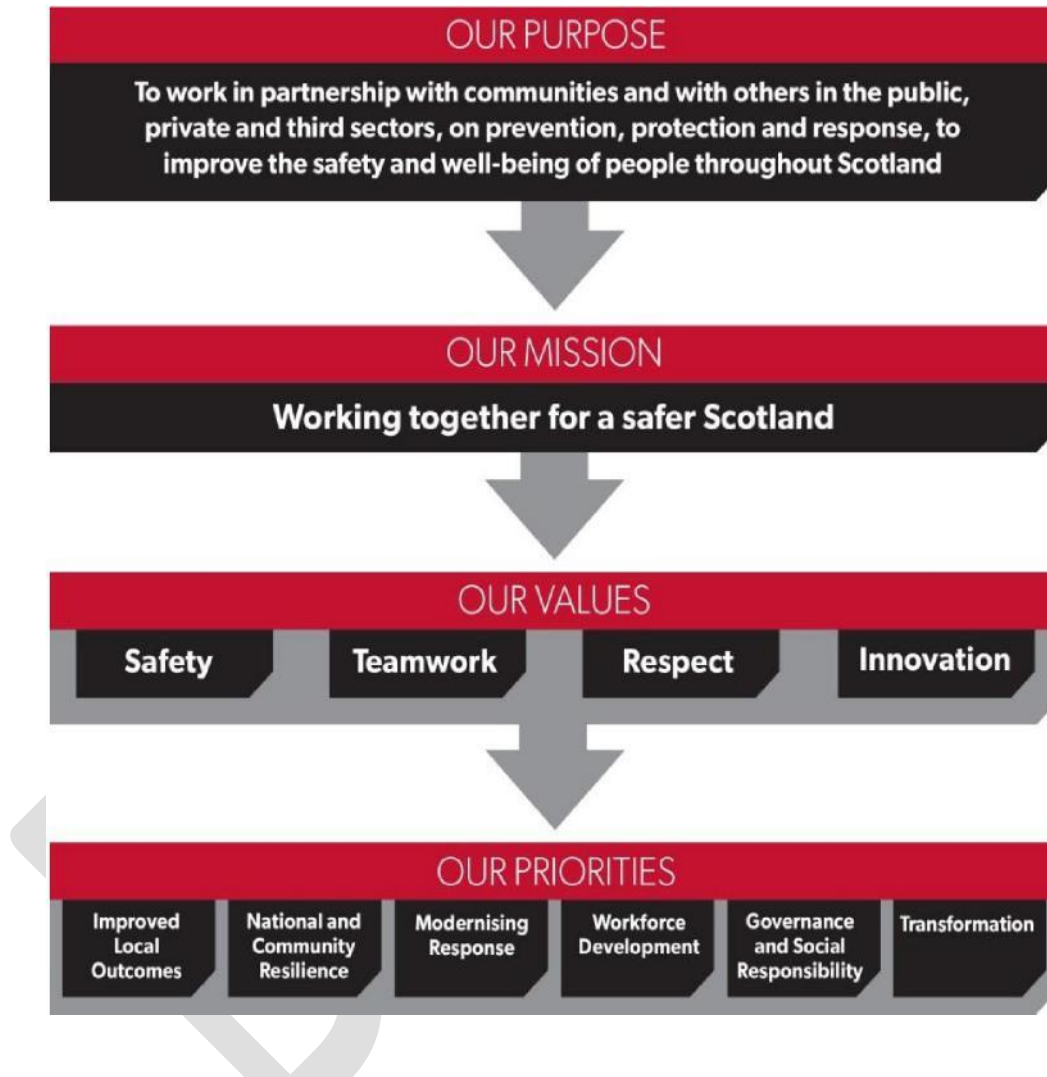 OUR PURPOSE
To work in partnership with communities and with others in the public,
private and third sectors, on prevention, protection and response, to
improve the safety and well-being of people throughout Scotland
OUR MISSION
Working together for a safer Scotland
OUR VALUES
Safety
Teamwork
Respect
Innovation
OUR PRIORITIES
Improved
Local
Outcomes
National and
Community
Resilience
Modernising
Response
Workforce
Development
Governance
and Social
Responsibility
Transformation